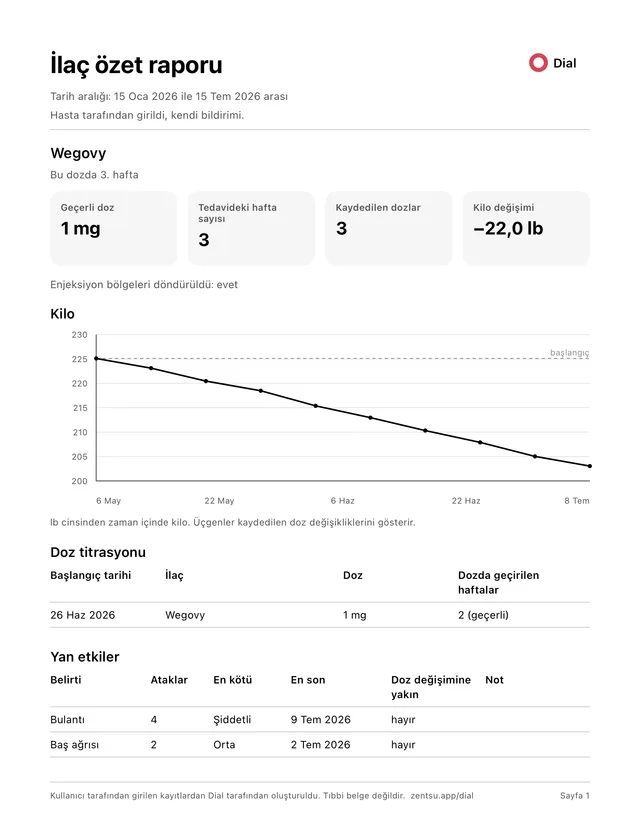 İlaç özet raporu
Dial
Tarih aralığı: 15 Oca 2026 ile 15 Tem 2026 arası
Hasta tarafından girildi, kendi bildirimi.
Wegovy
Bu dozda 3. hafta
Geçerli doz
1 mg
Tedavideki hafta
sayısı
3
Kaydedilen dozlar
3
Kilo değişimi
−22,0 lb
Enjeksiyon bölgeleri döndürüldü: evet
Kilo
230
225
220
215
210
205
200
başlangıç
6 May 22 May 6 Haz 22 Haz 8 Tem
lb cinsinden zaman içinde kilo. Üçgenler kaydedilen doz değişikliklerini gösterir.
Doz titrasyonu
Başlangıç tarihi İlaç Doz Dozda geçirilen
haftalar
26 Haz 2026 Wegovy 1 mg 2 (geçerli)
Yan etkiler
Belirti Ataklar En kötü En son Doz değişimine Not
yakın
Bulantı 4 Şiddetli 9 Tem 2026 hayır
Baş ağrısı 2 Orta 2 Tem 2026 hayır
Kullanıcı tarafından girilen kayıtlardan Dial tarafından oluşturuldu. Tıbbi belge değildir. zentsu.app/dial Sayfa 1